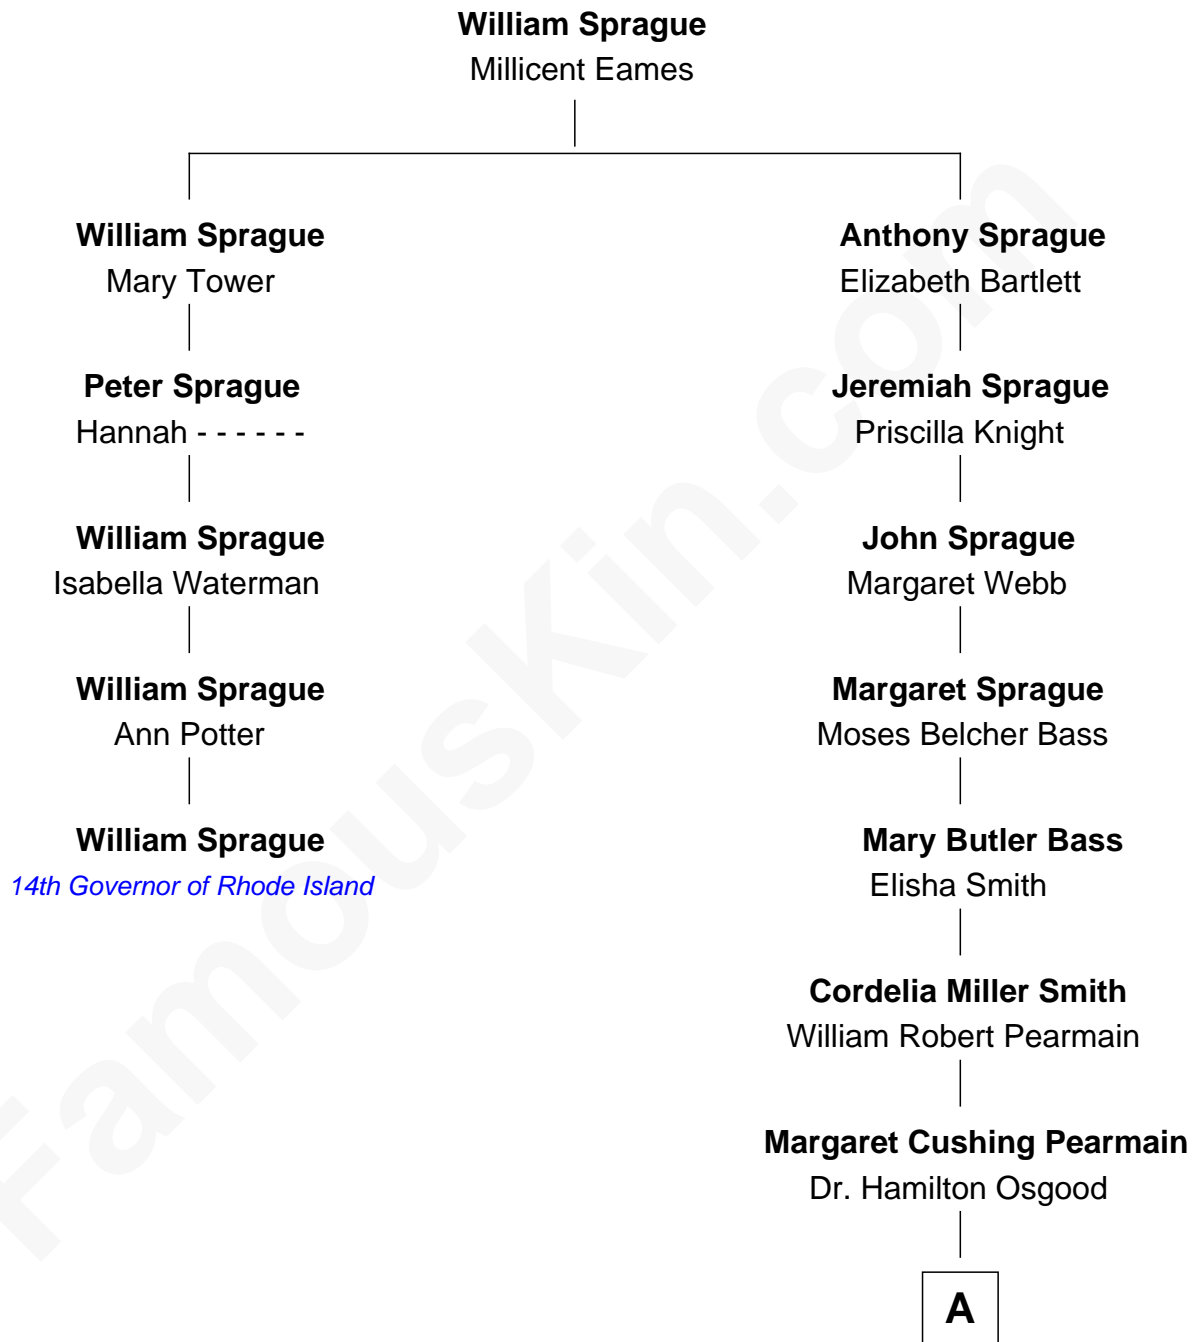 William Sprague
Millicent Eames
William Sprague
Mary Tower
Peter Sprague
Hannah - - - - - -
William Sprague
Isabella Waterman
William Sprague
Ann Potter
William Sprague
14th Governor of Rhode Island
Anthony Sprague
Elizabeth Bartlett
Jeremiah Sprague
Priscilla Knight
John Sprague
Margaret Webb
Margaret Sprague
Moses Belcher Bass
Mary Butler Bass
Elisha Smith
Cordelia Miller Smith
William Robert Pearmain
Margaret Cushing Pearmain
Dr. Hamilton Osgood
A
FamousKin.com